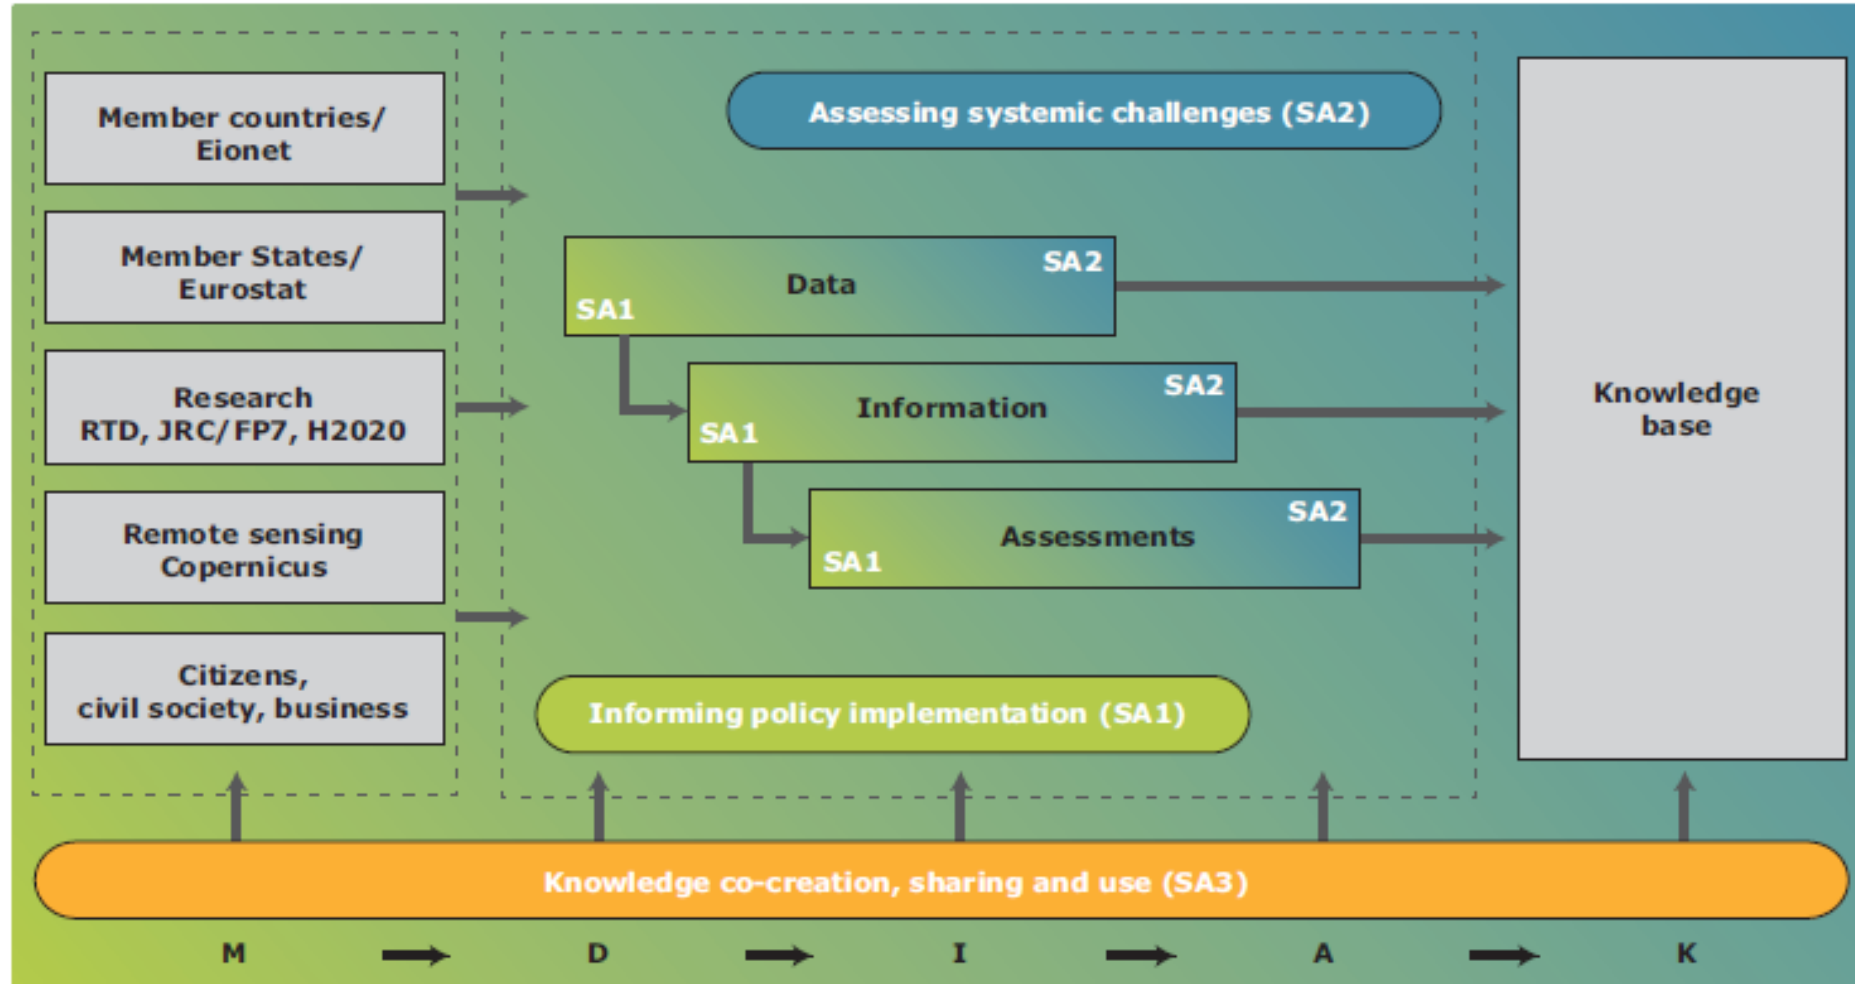 Member countries/
Eionet
Member States/
Eurostat
Research
RTD, JRC/FP7, H2020
Remote sensing
Copernicus
Citizens,
civil society, business
Assessing systemic challenges (SA2)
SA2
Data
SA1
SA2
Information
SA1
SA2
Assessments
SA1
Informing policy implementation (SA1)
Knowledge
base
Knowledge co-creation, sharing and use (SA3)
M D I A K